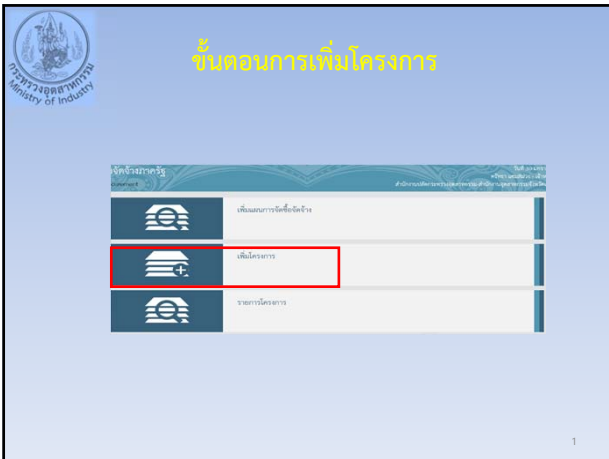 ขั้นตอนการเพิ่มโครงการ
กระทรวงอุตสาหกรรม
Ministry of Industry
จัดจ้างภาครัฐ
เพิ่มแผนการจัดซื้อจัดจ้าง
เพิ่มโครงการ
รายการโครงการ
1